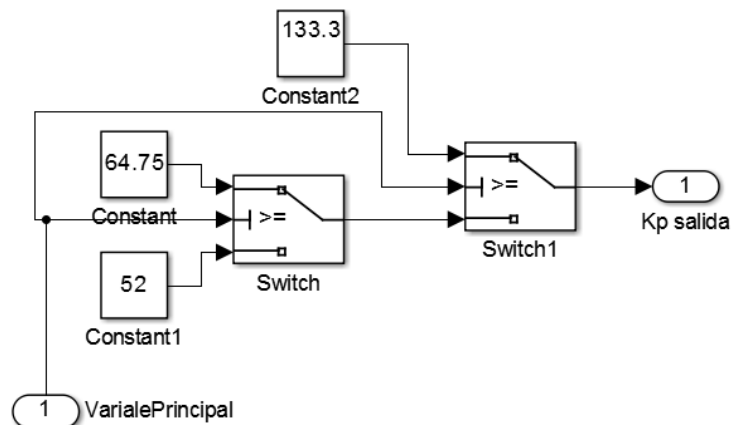 133.3
Constant2
64.75
Constant
>=
>=
Switch
Switch1
1
Kp salida
52
Constant1
1
VarialePrincipal